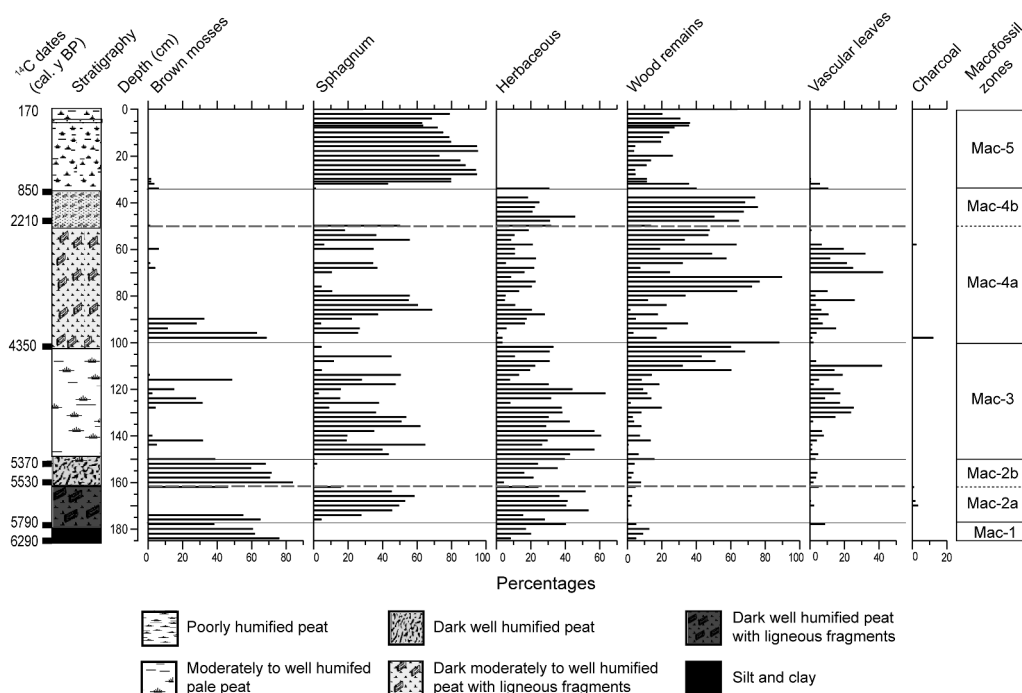 ¹⁴C dates
(cal. y BP)
Stratigraphy
Depth (cm)
Brown mosses
Sphagnum
Herbaceous
Wood remains
Vascular leaves
Charcoal
Macofossil
zones
170
850
2210
4350
5370
5530
5790
6290
0
20
40
60
80
100
120
140
160
180
Mac-5
Mac-4b
Mac-4a
Mac-3
Mac-2b
Mac-2a
Mac-1
0 20 40 60 80
0 20 40 60 80 100
0 20 40 60
0 20 40 60 80 100
0 20 40
0 20
Percentages
Poorly humified peat
Dark well humified peat
Dark well humified peat
with ligneous fragments
Moderately to well humifed
pale peat
Dark moderately to well humified
peat with ligneous fragments
Silt and clay